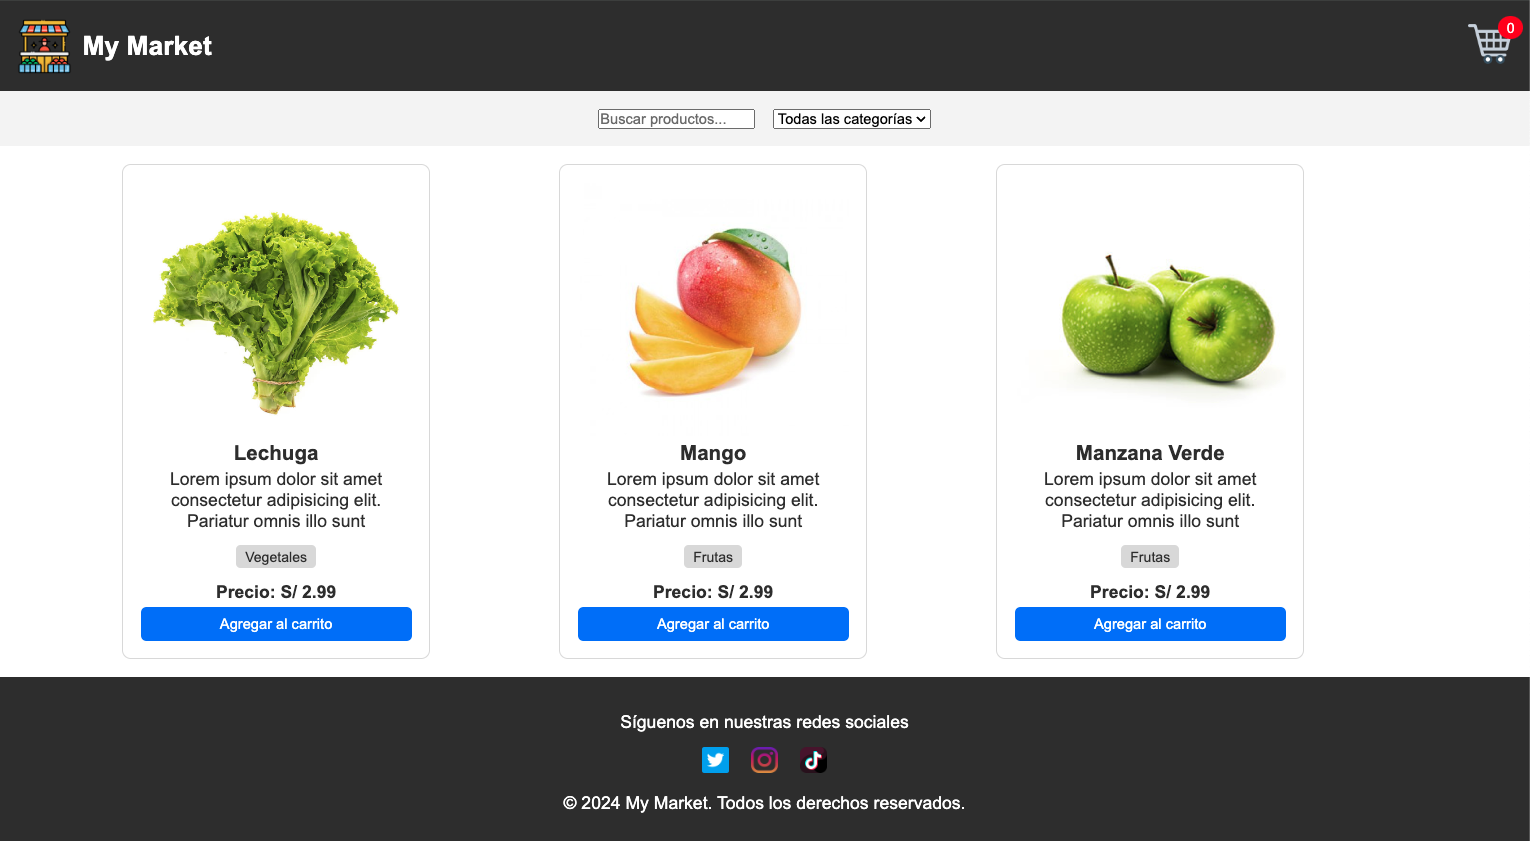 My Market
0
Buscar productos...
Todas las categorías
Lechuga
Lorem ipsum dolor sit amet
consectetur adipisicing elit.
Pariatur omnis illo sunt
Vegetales
Precio: S/ 2.99
Agregar al carrito
Mango
Lorem ipsum dolor sit amet
consectetur adipisicing elit.
Pariatur omnis illo sunt
Frutas
Precio: S/ 2.99
Agregar al carrito
Manzana Verde
Lorem ipsum dolor sit amet
consectetur adipisicing elit.
Pariatur omnis illo sunt
Frutas
Precio: S/ 2.99
Agregar al carrito
Síguenos en nuestras redes sociales
© 2024 My Market. Todos los derechos reservados.